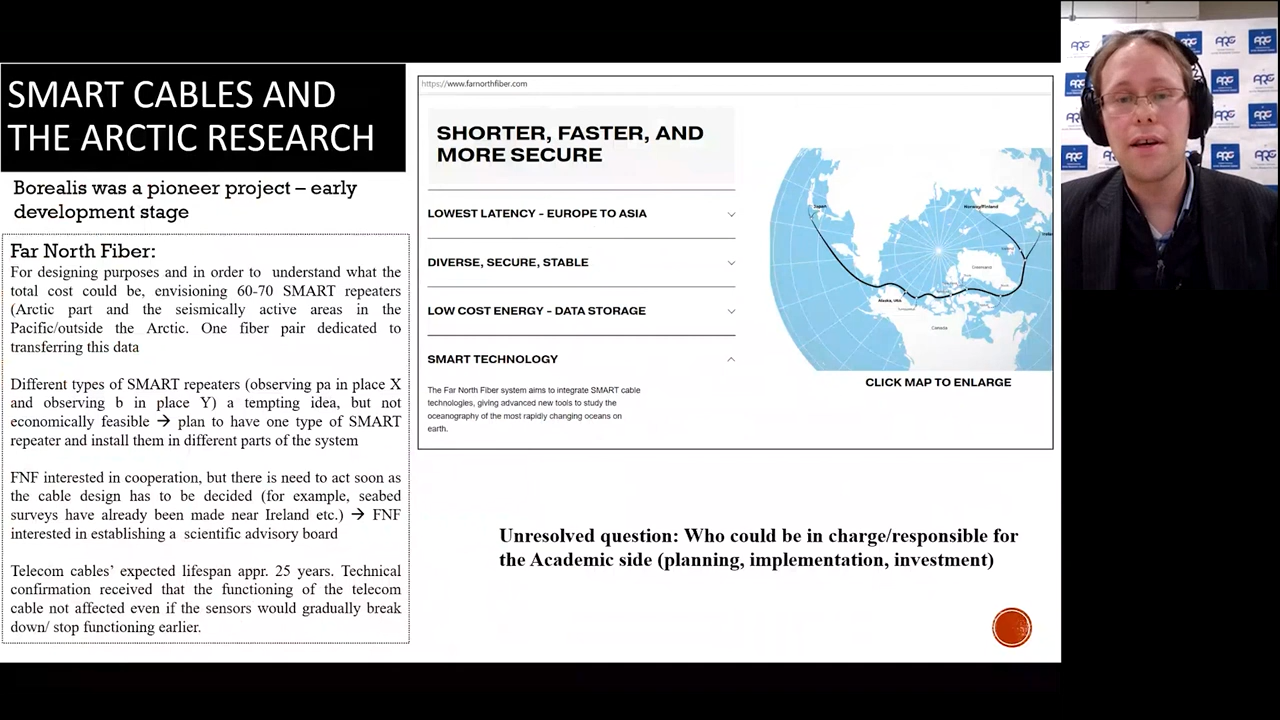 SMART CABLES AND
THE ARCTIC RESEARCH
Borealis was a pioneer project – early
development stage
Far North Fiber:
For designing purposes and in order to understand what the
total cost could be, envisioning 60-70 SMART repeaters
(Arctic part and the seismically active areas in the
Pacific/outside the Arctic. One fiber pair dedicated to
transferring this data
Different types of SMART repeaters (observing pa in place X
and observing b in place Y) a tempting idea, but not
economically feasible → plan to have one type of SMART
repeater and install them in different parts of the system
FNF interested in cooperation, but there is need to act soon as
the cable design has to be decided (for example, seabed
surveys have already been made near Ireland etc.) → FNF
interested in establishing a scientific advisory board
Telecom cables' expected lifespan appr. 25 years. Technical
confirmation received that the functioning of the telecom
cable not affected even if the sensors would gradually break
down/ stop functioning earlier.
https://www.farnorthfiber.com
SHORTER, FASTER, AND
MORE SECURE
LOWEST LATENCY - EUROPE TO ASIA
DIVERSE, SECURE, STABLE
LOW COST ENERGY - DATA STORAGE
SMART TECHNOLOGY
The Far North Fiber system aims to integrate SMART cable
technologies, giving advanced new tools to study the
oceanography of the most rapidly changing oceans on
earth.
Japan
Norway/Finland
Greenland
Alaska, USA
Canada
CLICK MAP TO ENLARGE
Unresolved question: Who could be in charge/responsible for
the Academic side (planning, implementation, investment)
ARC
ARC
ARC
ARC